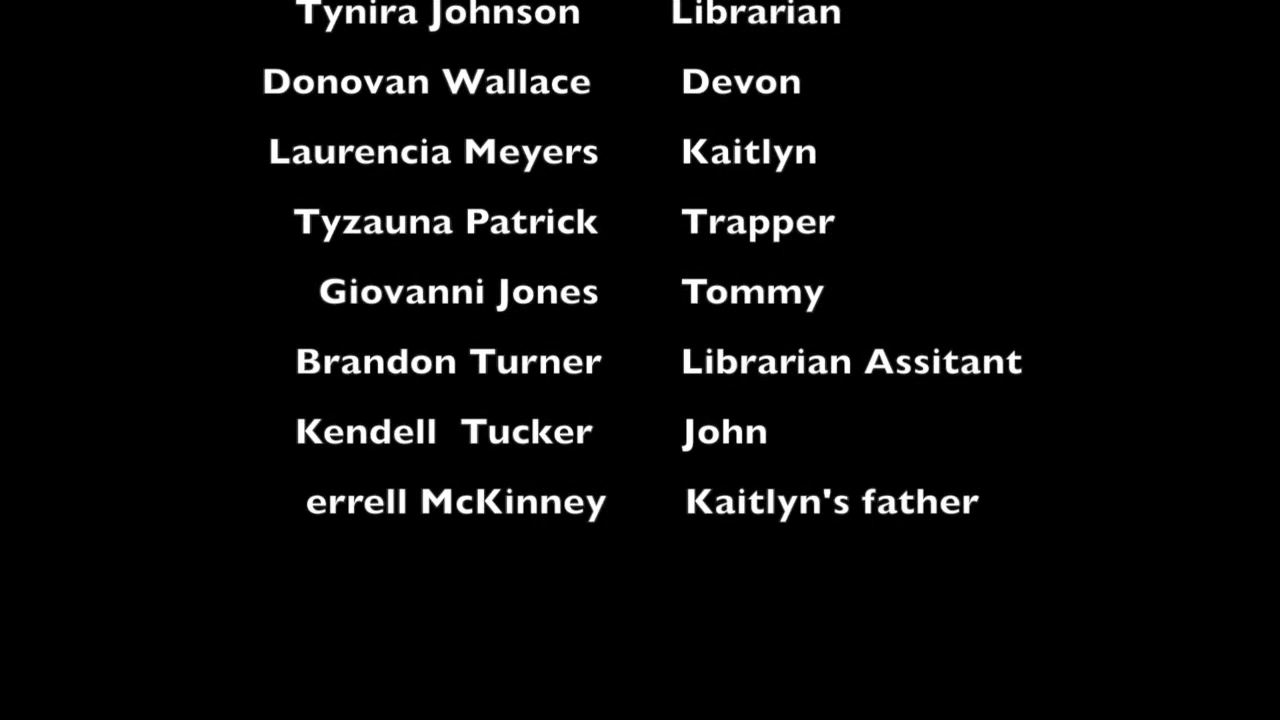 Tynira Johnson Librarian
Donovan Wallace Devon
Laurencia Meyers Kaitlyn
Tyzauna Patrick Trapper
Giovanni Jones Tommy
Brandon Turner Librarian Assitant
Kendell Tucker John
errell McKinney Kaitlyn's father